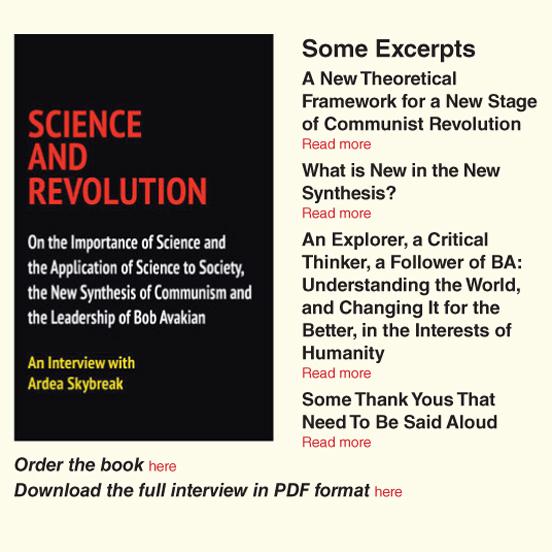 SCIENCE
AND
REVOLUTION
On the Importance of Science and
the Application of Science to Society,
the New Synthesis of Communism and
the Leadership of Bob Avakian
An Interview with
Ardea Skybreak
Some Excerpts
A New Theoretical
Framework for a New Stage
of Communist Revolution
Read more
What is New in the New
Synthesis?
Read more
An Explorer, a Critical
Thinker, a Follower of BA:
Understanding the World,
and Changing It for the
Better, in the Interests of
Humanity
Read more
Some Thank Yous That
Need To Be Said Aloud
Read more
Order the book here
Download the full interview in PDF format here